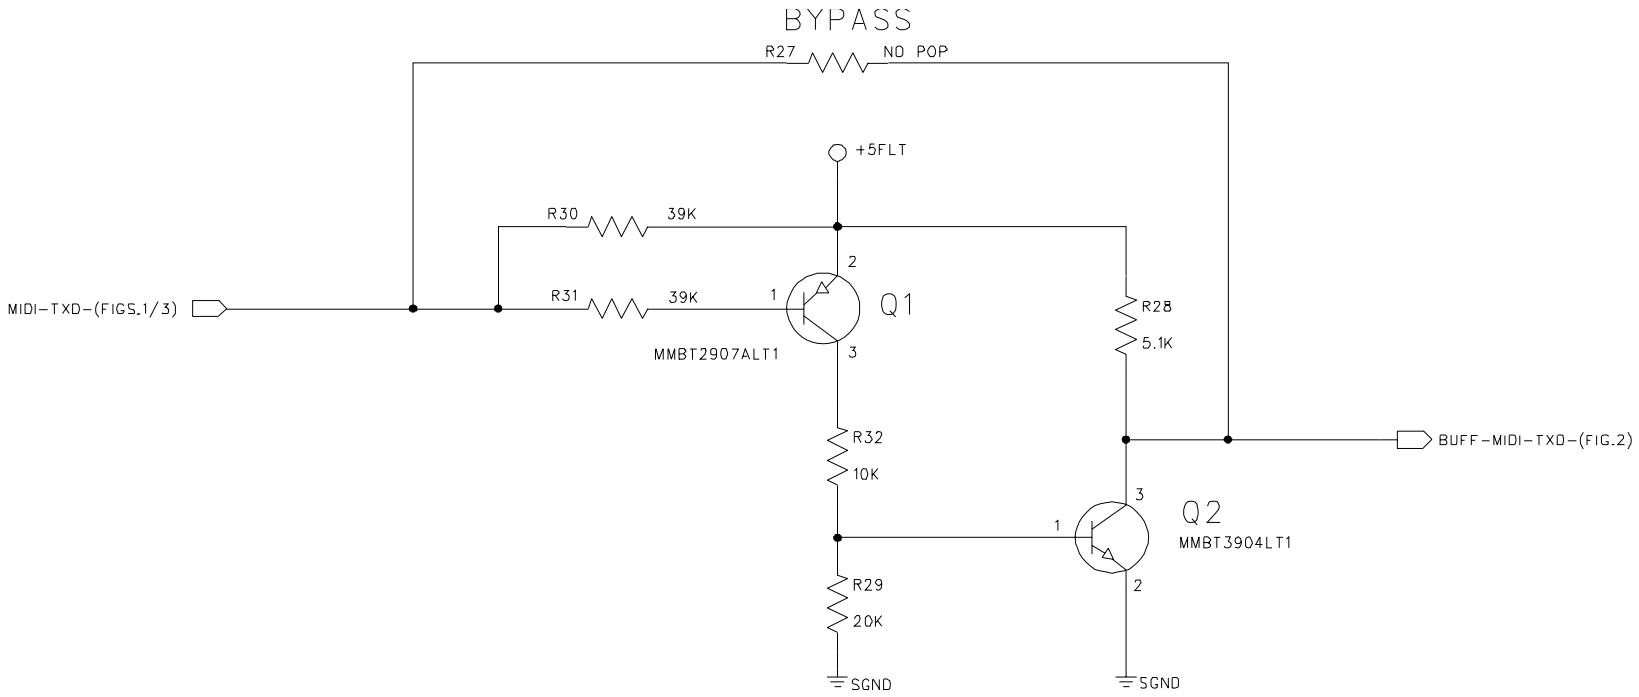 BYPASS
R27 NO POP
+5FLT
R30 39K
2
R31 39K
1
Q1
R28
MIDI-TXD-(FIGS.1/3)
5.1K
MMBT2907ALT1
3
R32
BUFF-MIDI-TXD-(FIG.2)
10K
3
Q2
1
MMBT3904LT1
R29
2
20K
SGND
SGND